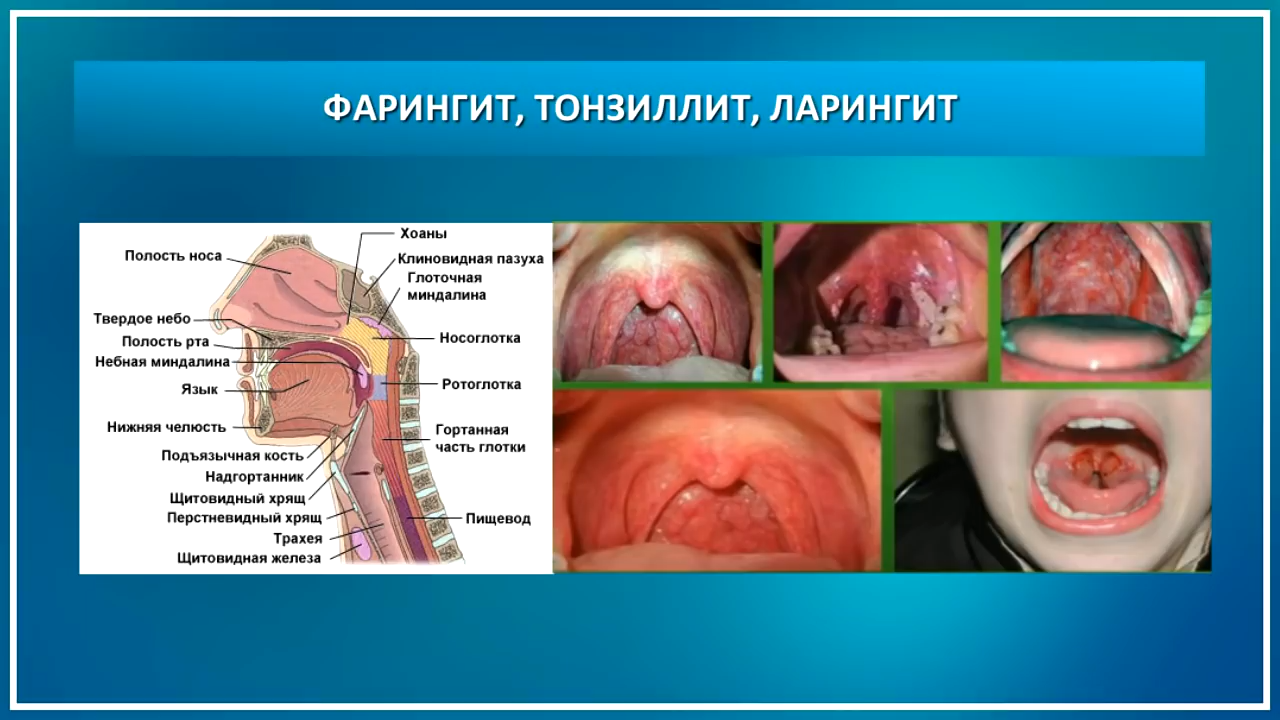 ФАРИНГИТ, ТОНЗИЛЛИТ, ЛАРИНГИТ
Полость носа
Твердое небо
Полость рта
Небная миндалина
Язык
Нижняя челюсть
Подъязычная кость
Надгортанник
Щитовидный хрящ
Перстневидный хрящ
Трахея
Щитовидная железа
Хоаны
Клиновидная пазуха
Глоточная
миндалина
Носоглотка
Ротоглотка
Гортанная
часть глотки
Пищевод